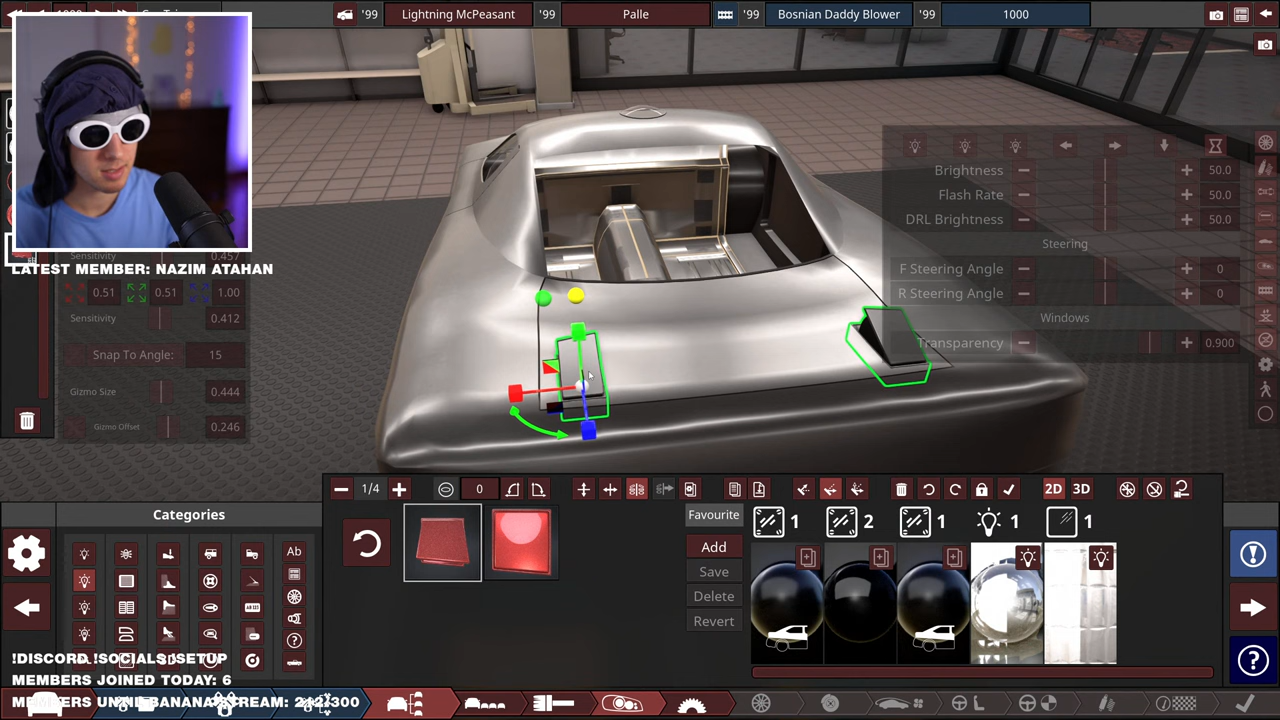 '99 Lightning McPeasant '99 Palle '99 Bosnian Daddy Blower '99 1000
LATEST MEMBER: NAZIM ATAHAN
0.51 0.51 1.00
Sensitivity 0.412
Snap To Angle: 15
Gizmo Size 0.444
Gizmo Offset 0.246
Brightness 50.0
Flash Rate 50.0
DRL Brightness 50.0
Steering
F Steering Angle 0
R Steering Angle 0
Windows
Transparency 0.900
1/4 0 2D 3D
Categories
Ab
Favourite
Add
Save
Delete
Revert
1 2 1 1 1
!DISCORD !SOCIALS !SETUP
MEMBERS JOINED TODAY: 6